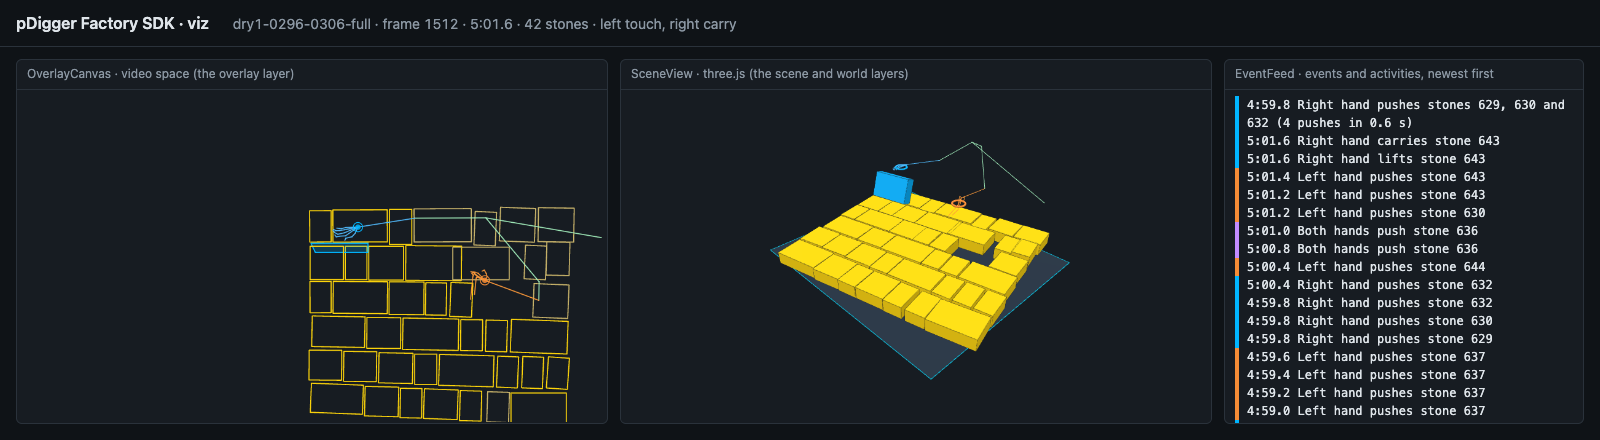 pDigger Factory SDK · viz dry1-0296-0306-full · frame 1512 · 5:01.6 · 42 stones · left touch, right carry
OverlayCanvas · video space (the overlay layer)
SceneView · three.js (the scene and world layers)
EventFeed · events and activities, newest first
4:59.8 Right hand pushes stones 629, 630 and
632 (4 pushes in 0.6 s)
5:01.6 Right hand carries stone 643
5:01.6 Right hand lifts stone 643
5:01.4 Left hand pushes stone 643
5:01.2 Left hand pushes stone 643
5:01.2 Left hand pushes stone 630
5:01.0 Both hands push stone 636
5:00.8 Both hands push stone 636
5:00.4 Left hand pushes stone 644
5:00.4 Right hand pushes stone 632
4:59.8 Right hand pushes stone 632
4:59.8 Right hand pushes stone 630
4:59.8 Right hand pushes stone 629
4:59.6 Left hand pushes stone 637
4:59.4 Left hand pushes stone 637
4:59.2 Left hand pushes stone 637
4:59.0 Left hand pushes stone 637